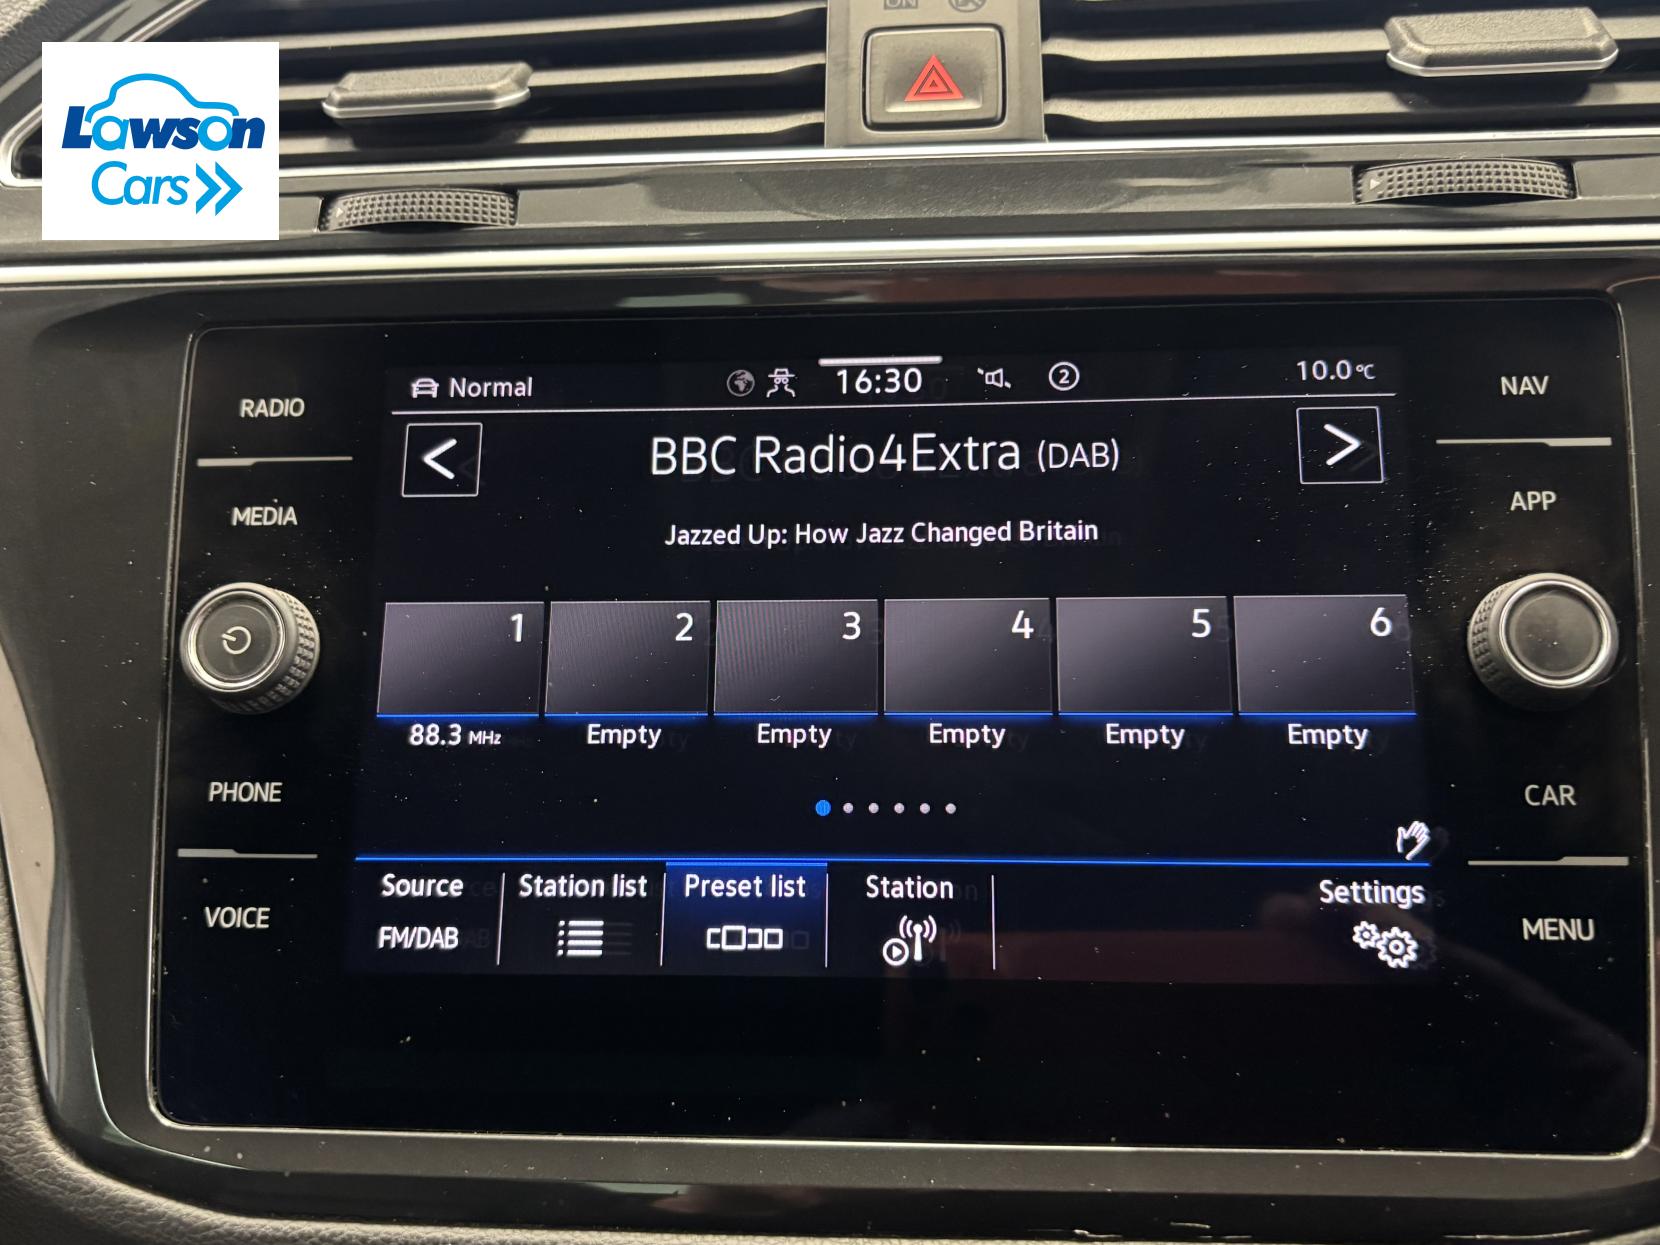 ON
Lawson
Cars
Normal
16:30
2
10.0°C
RADIO
NAV
BBC Radio4Extra (DAB)
MEDIA
APP
Jazzed Up: How Jazz Changed Britain
1 2 3 4 5 6
88.3 MHz Empty Empty Empty Empty Empty
PHONE
CAR
Source Station list Preset list Station Settings
FM/DAB
VOICE
MENU